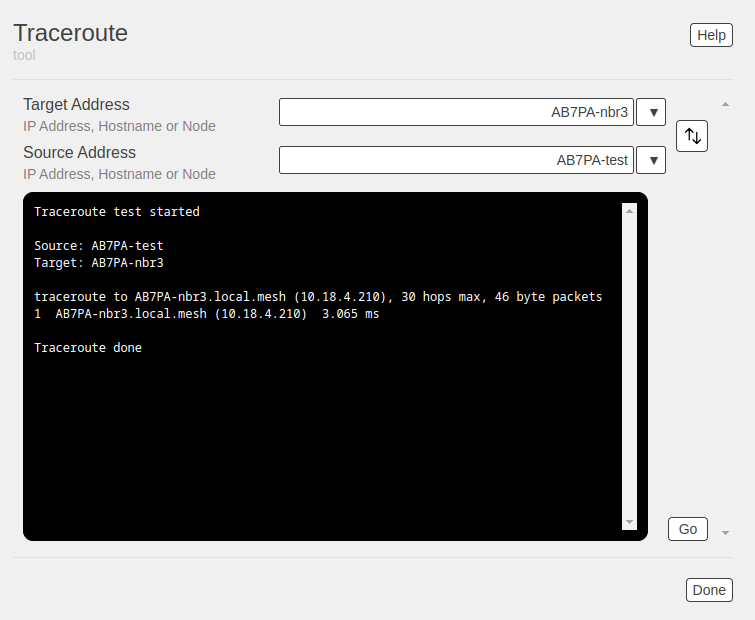 Traceroute
Help
tool
Target Address
IP Address, Hostname or Node
AB7PA-nbr3
Source Address
IP Address, Hostname or Node
AB7PA-test
Traceroute test started
Source: AB7PA-test
Target: AB7PA-nbr3
traceroute to AB7PA-nbr3.local.mesh (10.18.4.210), 30 hops max, 46 byte packets
1  AB7PA-nbr3.local.mesh (10.18.4.210)  3.065 ms
Traceroute done
Go
Done